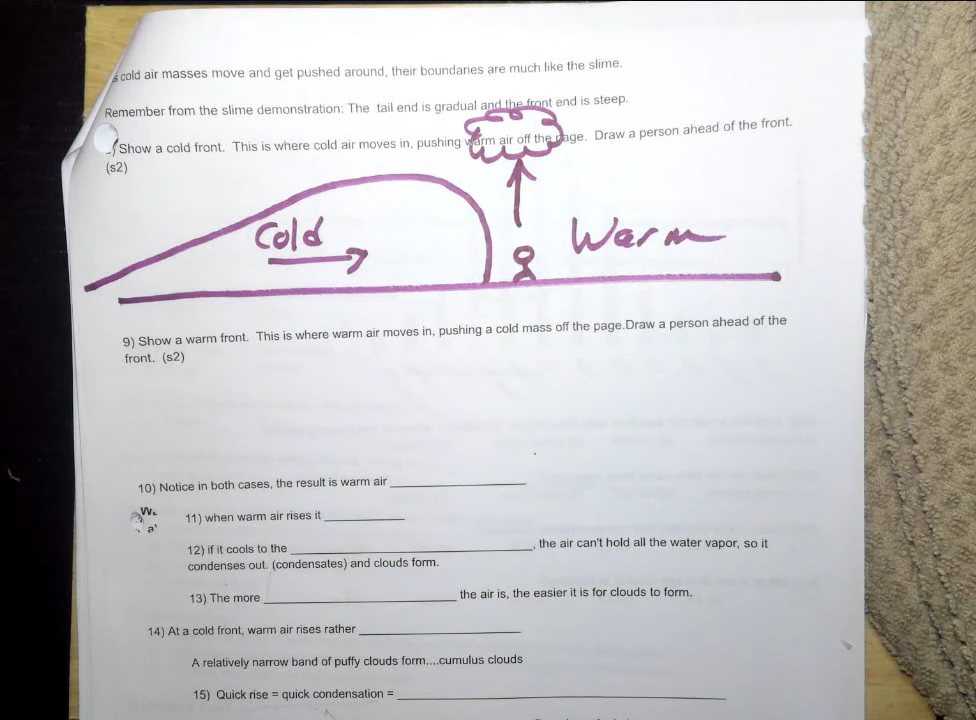 s cold air masses move and get pushed around, their boundaries are much like the slime.
Remember from the slime demonstration: The tail end is gradual and the front end is steep.
Show a cold front. This is where cold air moves in, pushing warm air off the page. Draw a person ahead of the front.
(s2)
Cold
Warm
9) Show a warm front. This is where warm air moves in, pushing a cold mass off the page.Draw a person ahead of the
front. (s2)
10) Notice in both cases, the result is warm air ____________
11) when warm air rises it ____________
12) if it cools to the ____________, the air can't hold all the water vapor, so it
condenses out. (condensates) and clouds form.
13) The more ____________ the air is, the easier it is for clouds to form.
14) At a cold front, warm air rises rather ____________
A relatively narrow band of puffy clouds form....cumulus clouds
15) Quick rise = quick condensation = ____________